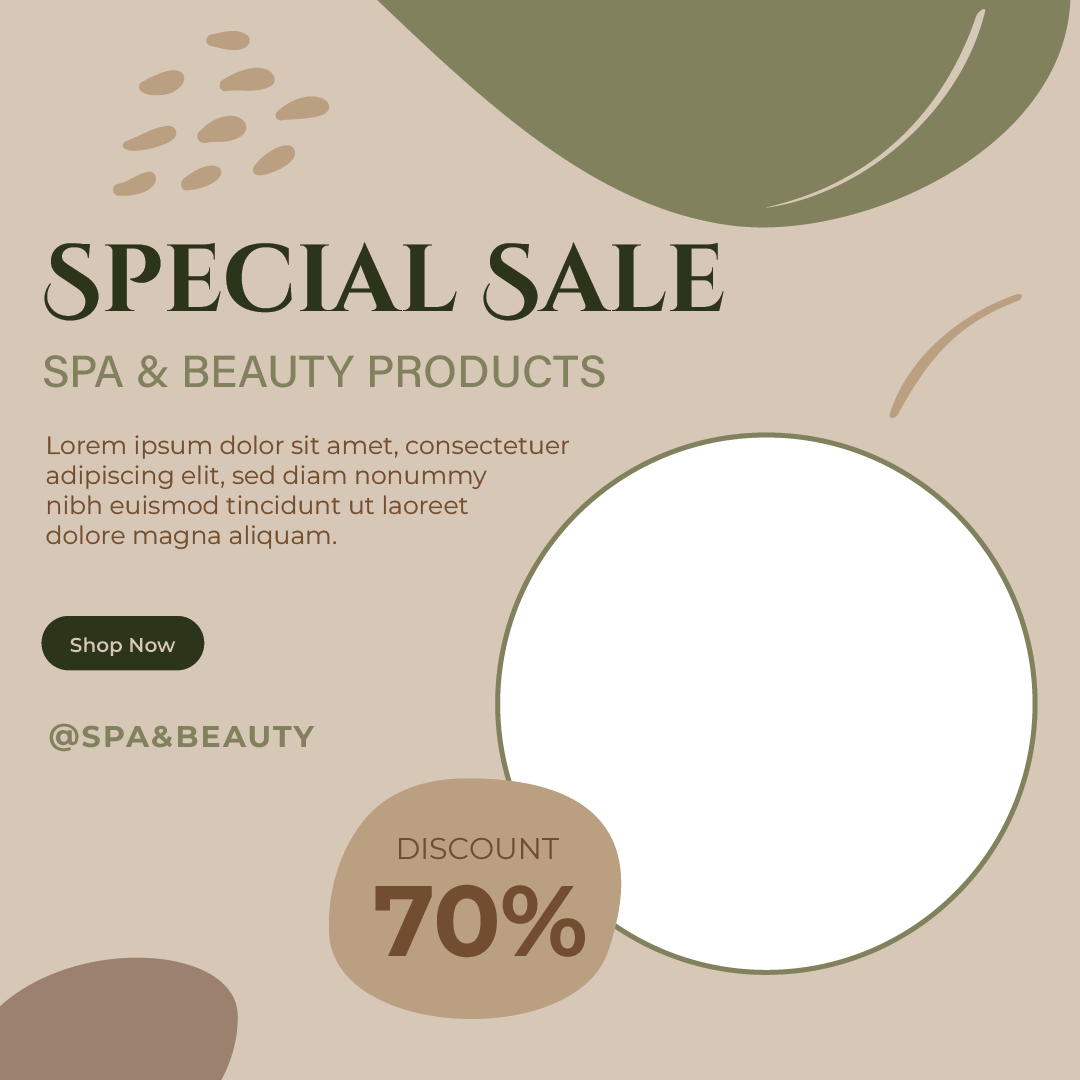 SPECIAL SALE
SPA & BEAUTY PRODUCTS
Lorem ipsum dolor sit amet, consectetuer
adipiscing elit, sed diam nonummy
nibh euismod tincidunt ut laoreet
dolore magna aliquam.
Shop Now
@SPA&BEAUTY
DISCOUNT
70%